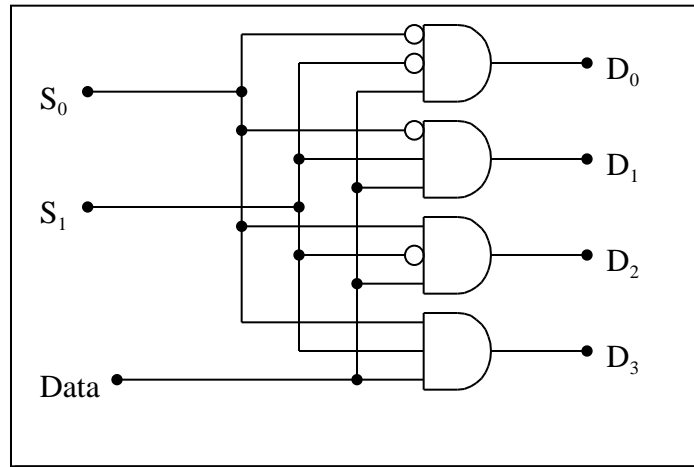 S₀
S₁
Data
D₀
D₁
D₂
D₃